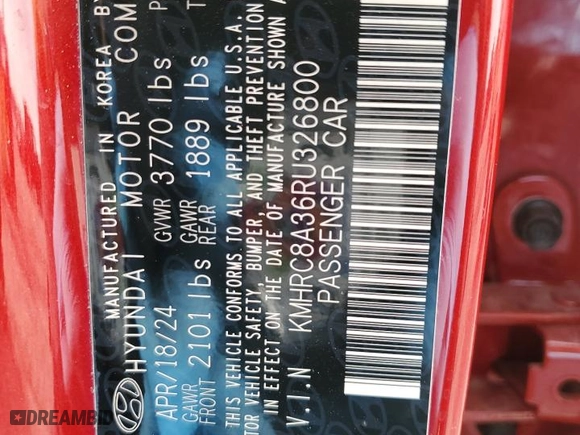 MANUFACTURED IN KOREA BY
HYUNDAI MOTOR COM
APR/18/24 GVWR 3770 lbs
GAWR FRONT 2101 lbs GAWR REAR 1889 lbs
THIS VEHICLE CONFORMS TO ALL APPLICABLE U.S.A.
TOR VEHICLE SAFETY, BUMPER, AND THEFT PREVENTION
IN EFFECT ON THE DATE OF MANUFACTURE SHOWN
V.I.N KMHRC8A36RU326800
PASSENGER CAR
DREAMBID